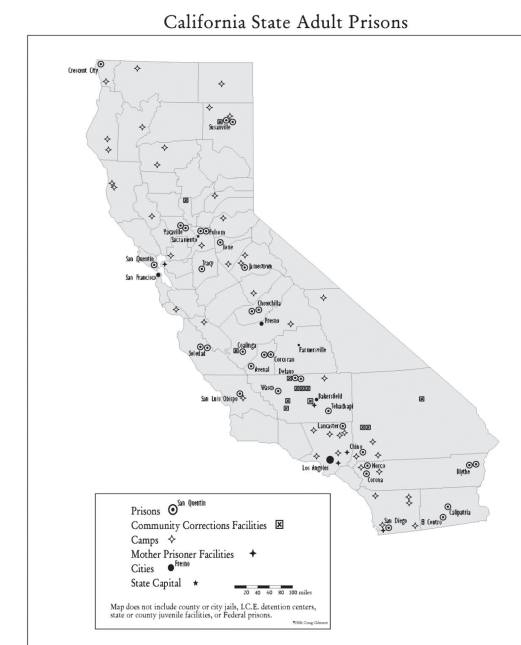 California State Adult Prisons
Crescent City
Susanville
Vacaville
Folsom
Sacramento
Ione
San Quentin
Tracy
Jamestown
San Francisco
Chowchilla
Fresno
Soledad
Coalinga
Farmersville
Corcoran
Avenal
Delano
Wasco
San Luis Obispo
Bakersfield
Tehachapi
Lancaster
Chino
Los Angeles
Norco
Corona
Blythe
San Diego
El Centro
Calipatria
Prisons San Quentin
Community Corrections Facilities
Camps
Mother Prisoner Facilities
Cities Fresno
State Capital
20 40 60 80 100 miles
Map does not include county or city jails, I.C.E. detention centers,
state or county juvenile facilities, or Federal prisons.
Craig Gilmore